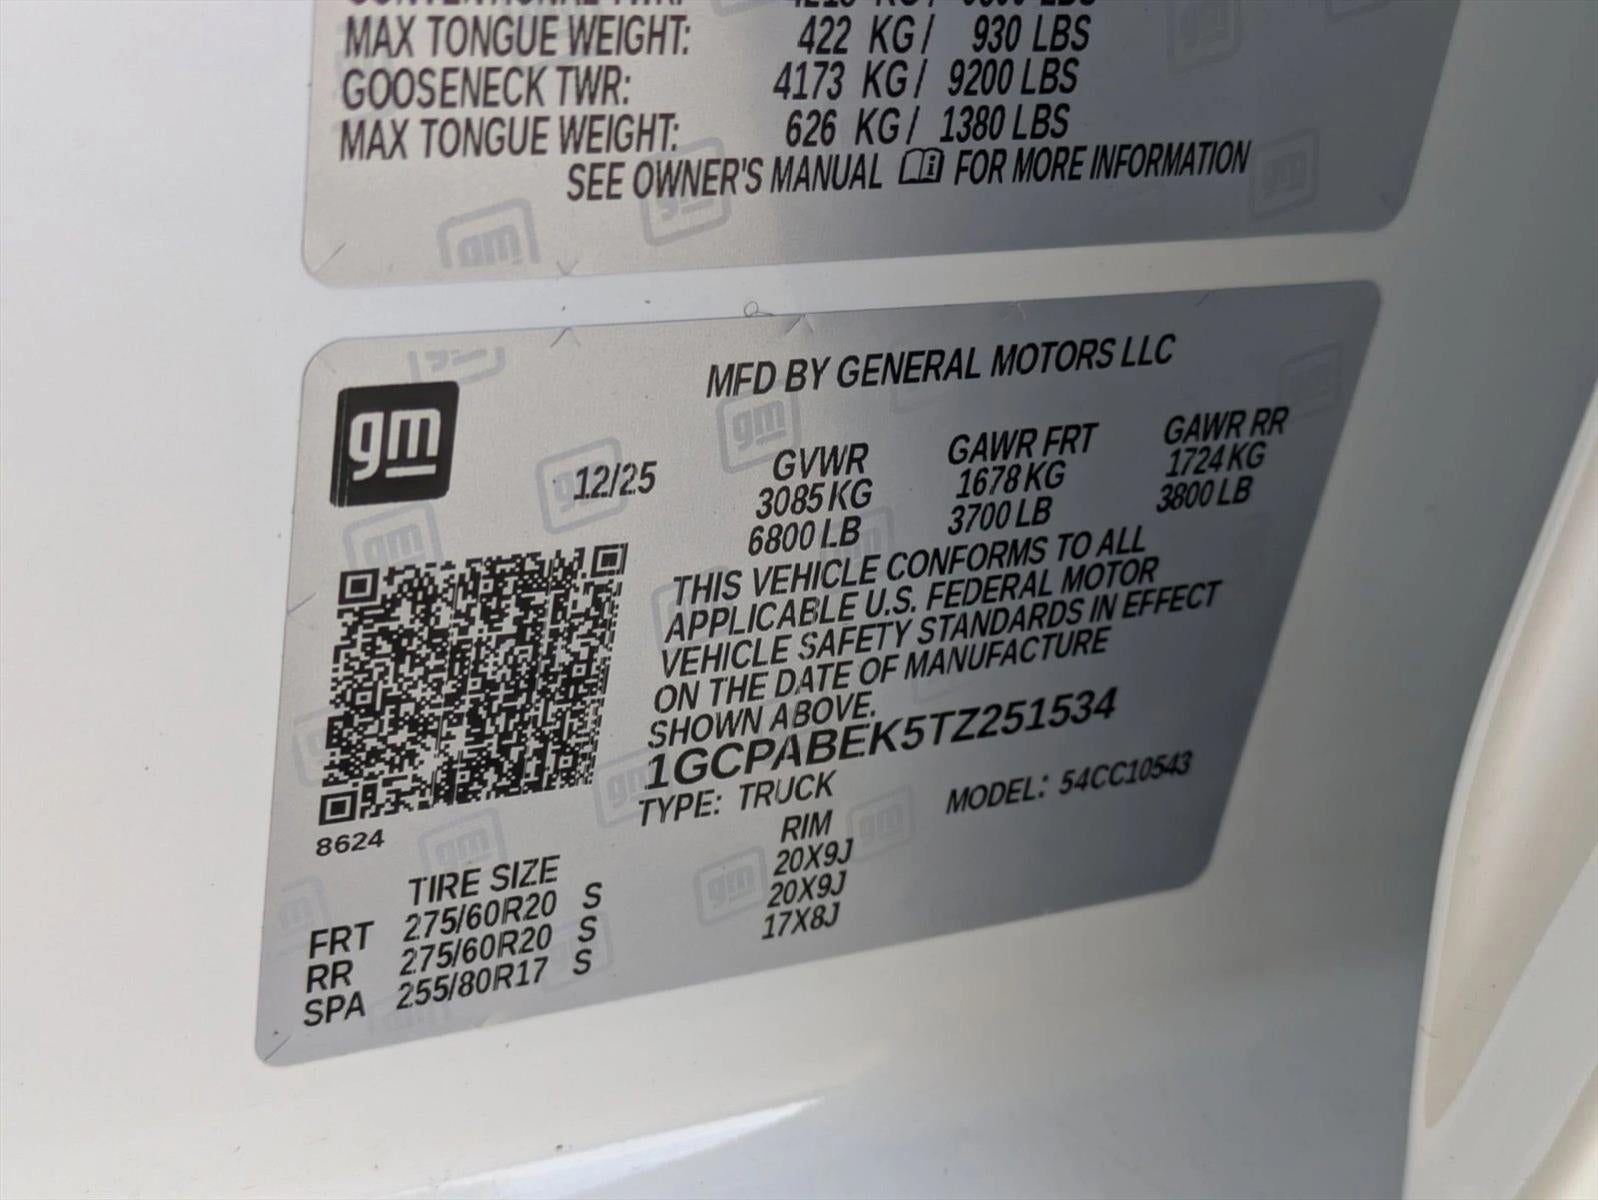 MAX TONGUE WEIGHT: 422 KG/ 930 LBS
GOOSENECK TWR: 4173 KG/ 9200 LBS
MAX TONGUE WEIGHT: 626 KG/ 1380 LBS
SEE OWNER'S MANUAL FOR MORE INFORMATION
gm
MFD BY GENERAL MOTORS LLC
12/25
GVWR GAWR FRT GAWR RR
3085 KG 1678 KG 1724 KG
6800 LB 3700 LB 3800 LB
THIS VEHICLE CONFORMS TO ALL
APPLICABLE U.S. FEDERAL MOTOR
VEHICLE SAFETY STANDARDS IN EFFECT
ON THE DATE OF MANUFACTURE
SHOWN ABOVE.
1GCPABEK5TZ251534
TYPE: TRUCK MODEL: 54CC10543
8624
TIRE SIZE RIM
FRT 275/60R20 S 20X9J
RR 275/60R20 S 20X9J
SPA 255/80R17 S 17X8J